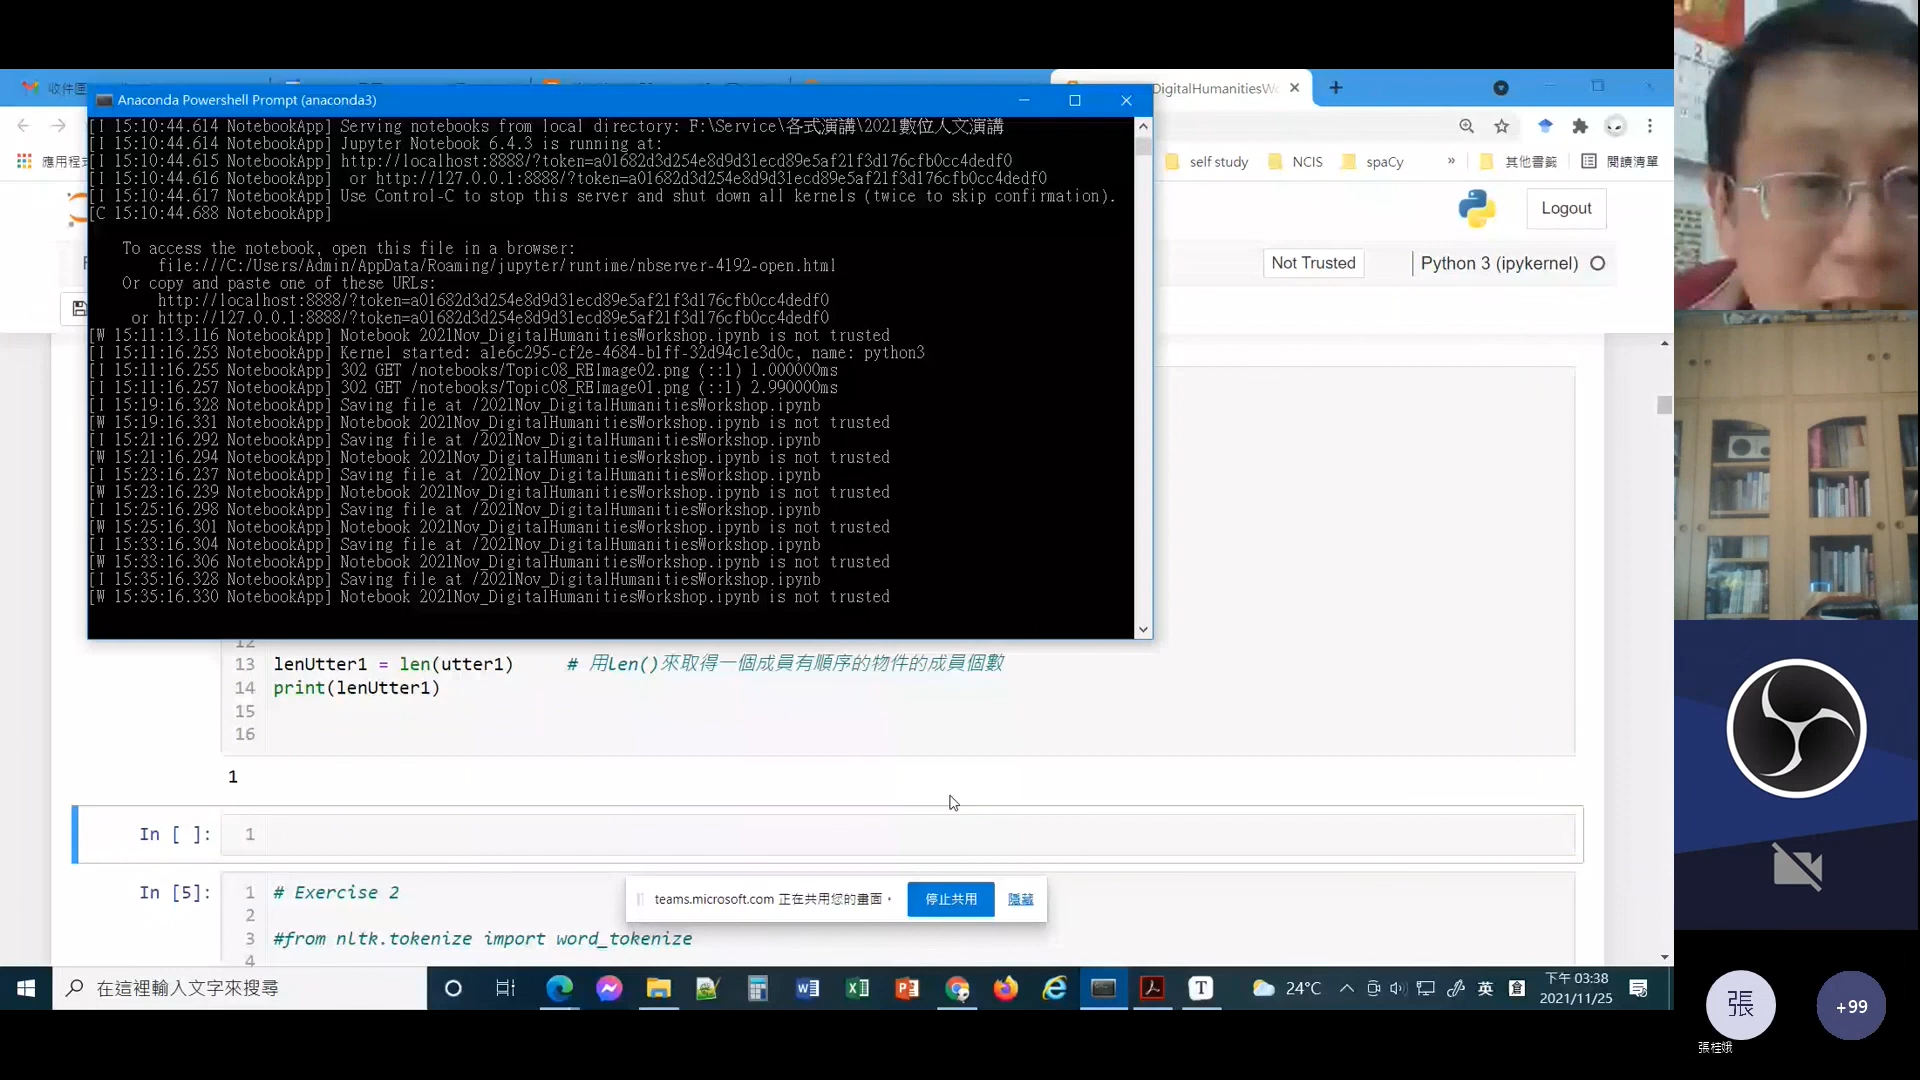 收件匣
DigitalHumanitiesWo
Anaconda Powershell Prompt (anaconda3)
[I 15:10:44.614 NotebookApp] Serving notebooks from local directory: F:\Service\各式演講\2021數位人文演講
[I 15:10:44.614 NotebookApp] Jupyter Notebook 6.4.3 is running at:
[I 15:10:44.615 NotebookApp] http://localhost:8888/?token=a01682d3d254e8d9d31ecd89e5af21f3d176cfb0cc4dedf0
[I 15:10:44.616 NotebookApp]  or http://127.0.0.1:8888/?token=a01682d3d254e8d9d31ecd89e5af21f3d176cfb0cc4dedf0
[I 15:10:44.617 NotebookApp] Use Control-C to stop this server and shut down all kernels (twice to skip confirmation).
[C 15:10:44.688 NotebookApp]
To access the notebook, open this file in a browser:
file:///C:/Users/Admin/AppData/Roaming/jupyter/runtime/nbserver-4192-open.html
Or copy and paste one of these URLs:
http://localhost:8888/?token=a01682d3d254e8d9d31ecd89e5af21f3d176cfb0cc4dedf0
or http://127.0.0.1:8888/?token=a01682d3d254e8d9d31ecd89e5af21f3d176cfb0cc4dedf0
[W 15:11:13.116 NotebookApp] Notebook 2021Nov_DigitalHumanitiesWorkshop.ipynb is not trusted
[I 15:11:16.253 NotebookApp] Kernel started: a1e6c295-cf2e-4684-b1ff-32d94c1e3d0c, name: python3
[I 15:11:16.255 NotebookApp] 302 GET /notebooks/Topic08_REImage02.png (::1) 1.000000ms
[I 15:11:16.257 NotebookApp] 302 GET /notebooks/Topic08_REImage01.png (::1) 2.990000ms
[I 15:19:16.328 NotebookApp] Saving file at /2021Nov_DigitalHumanitiesWorkshop.ipynb
[W 15:19:16.331 NotebookApp] Notebook 2021Nov_DigitalHumanitiesWorkshop.ipynb is not trusted
[I 15:21:16.292 NotebookApp] Saving file at /2021Nov_DigitalHumanitiesWorkshop.ipynb
[W 15:21:16.294 NotebookApp] Notebook 2021Nov_DigitalHumanitiesWorkshop.ipynb is not trusted
[I 15:23:16.237 NotebookApp] Saving file at /2021Nov_DigitalHumanitiesWorkshop.ipynb
[W 15:23:16.239 NotebookApp] Notebook 2021Nov_DigitalHumanitiesWorkshop.ipynb is not trusted
[I 15:25:16.298 NotebookApp] Saving file at /2021Nov_DigitalHumanitiesWorkshop.ipynb
[W 15:25:16.301 NotebookApp] Notebook 2021Nov_DigitalHumanitiesWorkshop.ipynb is not trusted
[I 15:33:16.304 NotebookApp] Saving file at /2021Nov_DigitalHumanitiesWorkshop.ipynb
[W 15:33:16.306 NotebookApp] Notebook 2021Nov_DigitalHumanitiesWorkshop.ipynb is not trusted
[I 15:35:16.328 NotebookApp] Saving file at /2021Nov_DigitalHumanitiesWorkshop.ipynb
[W 15:35:16.330 NotebookApp] Notebook 2021Nov_DigitalHumanitiesWorkshop.ipynb is not trusted
應用程式
self study NCIS spaCy » 其他書籤 閱讀清單
Logout
Not Trusted Python 3 (ipykernel)
12
13 lenUtter1 = len(utter1) # 用len()來取得一個成員有順序的物件的成員個數
14 print(lenUtter1)
15
16
1
In [ ]: 1
In [5]: 1 # Exercise 2
2
3 #from nltk.tokenize import word_tokenize
4
teams.microsoft.com 正在共用您的畫面。 停止共用 隱藏
在這裡輸入文字來搜尋
24°C 英 倉 下午 03:38
2021/11/25
張
+99
張桂娥